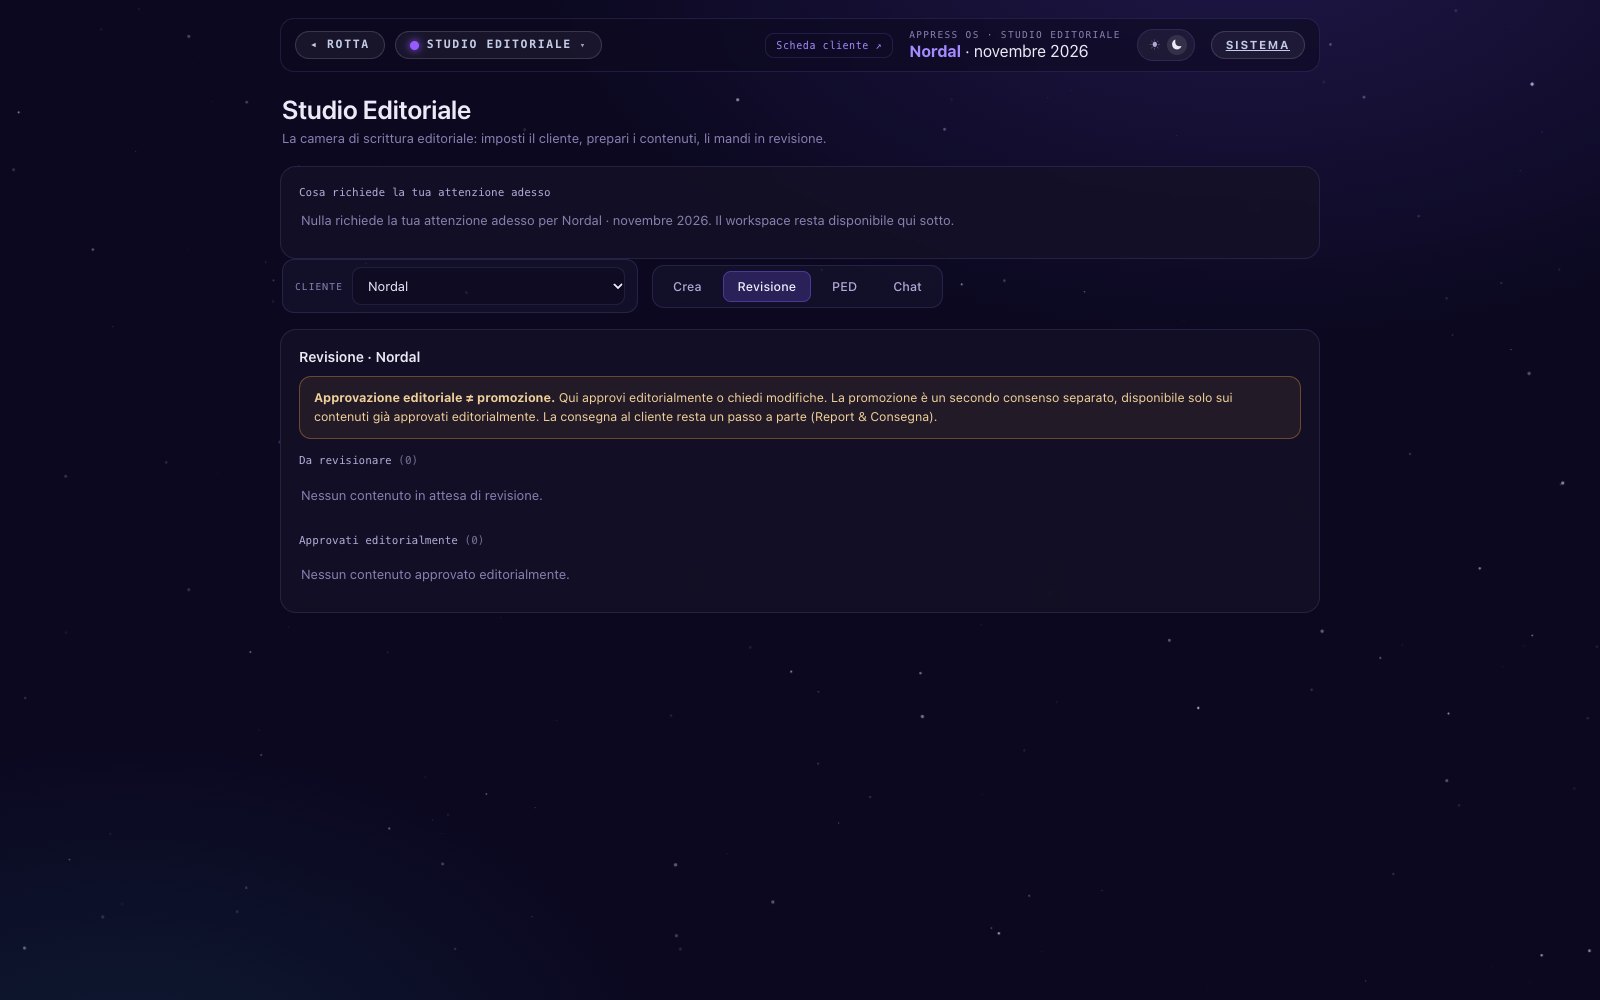 ◂ ROTTA
STUDIO EDITORIALE ▾
Scheda cliente ↗
APPRESS OS · STUDIO EDITORIALE
Nordal · novembre 2026
SISTEMA
Studio Editoriale
La camera di scrittura editoriale: imposti il cliente, prepari i contenuti, li mandi in revisione.
Cosa richiede la tua attenzione adesso
Nulla richiede la tua attenzione adesso per Nordal · novembre 2026. Il workspace resta disponibile qui sotto.
CLIENTE
Nordal
Crea
Revisione
PED
Chat
Revisione · Nordal
Approvazione editoriale ≠ promozione. Qui approvi editorialmente o chiedi modifiche. La promozione è un secondo consenso separato, disponibile solo sui
contenuti già approvati editorialmente. La consegna al cliente resta un passo a parte (Report & Consegna).
Da revisionare (0)
Nessun contenuto in attesa di revisione.
Approvati editorialmente (0)
Nessun contenuto approvato editorialmente.